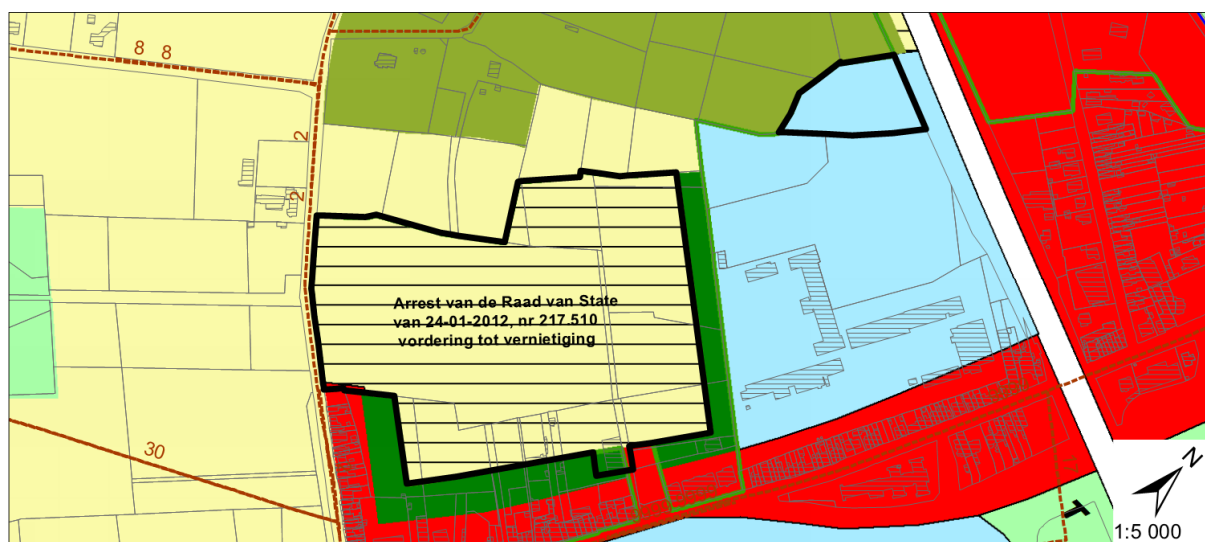 8 8
2
2
Arrest van de Raad van State
van 24-01-2012, nr 217.510
vordering tot vernietiging
30
N
T
1:5 000